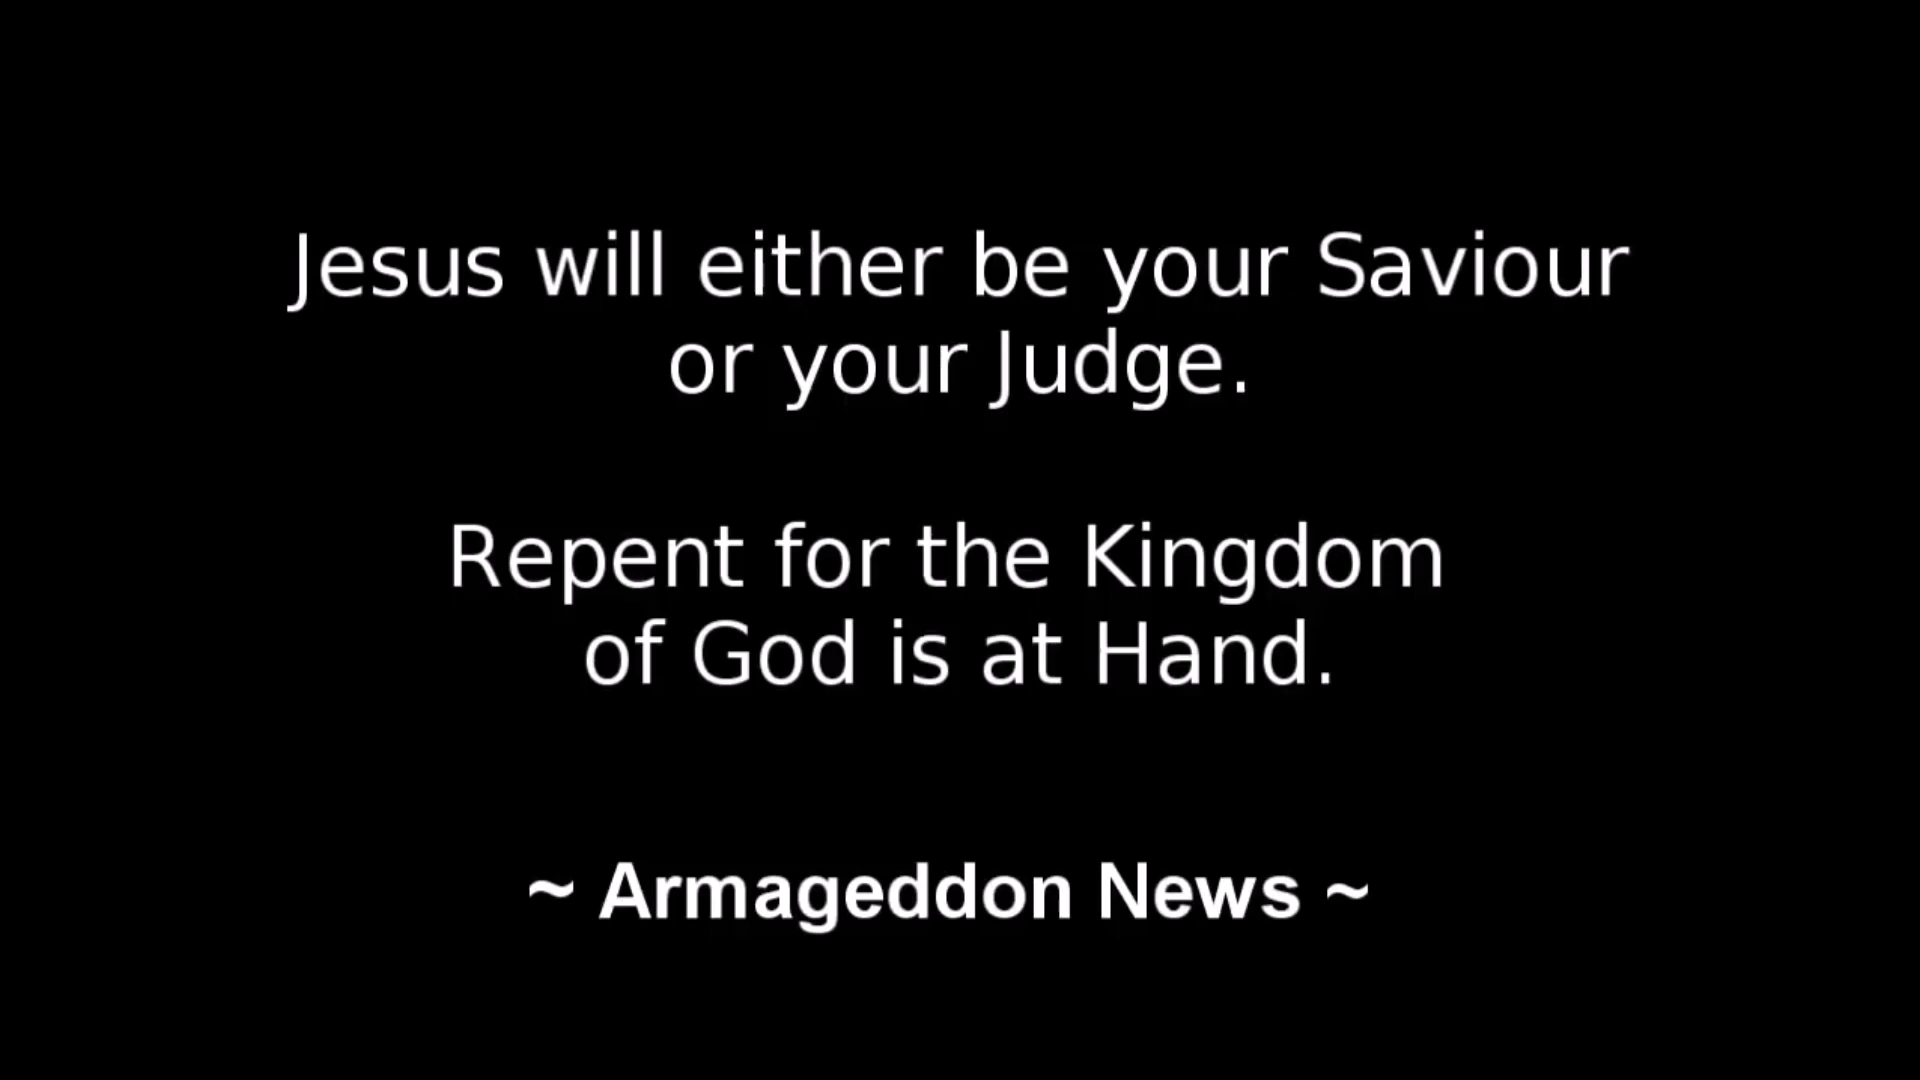 Jesus will either be your Saviour
or your Judge.
Repent for the Kingdom
of God is at Hand.
~ Armageddon News ~